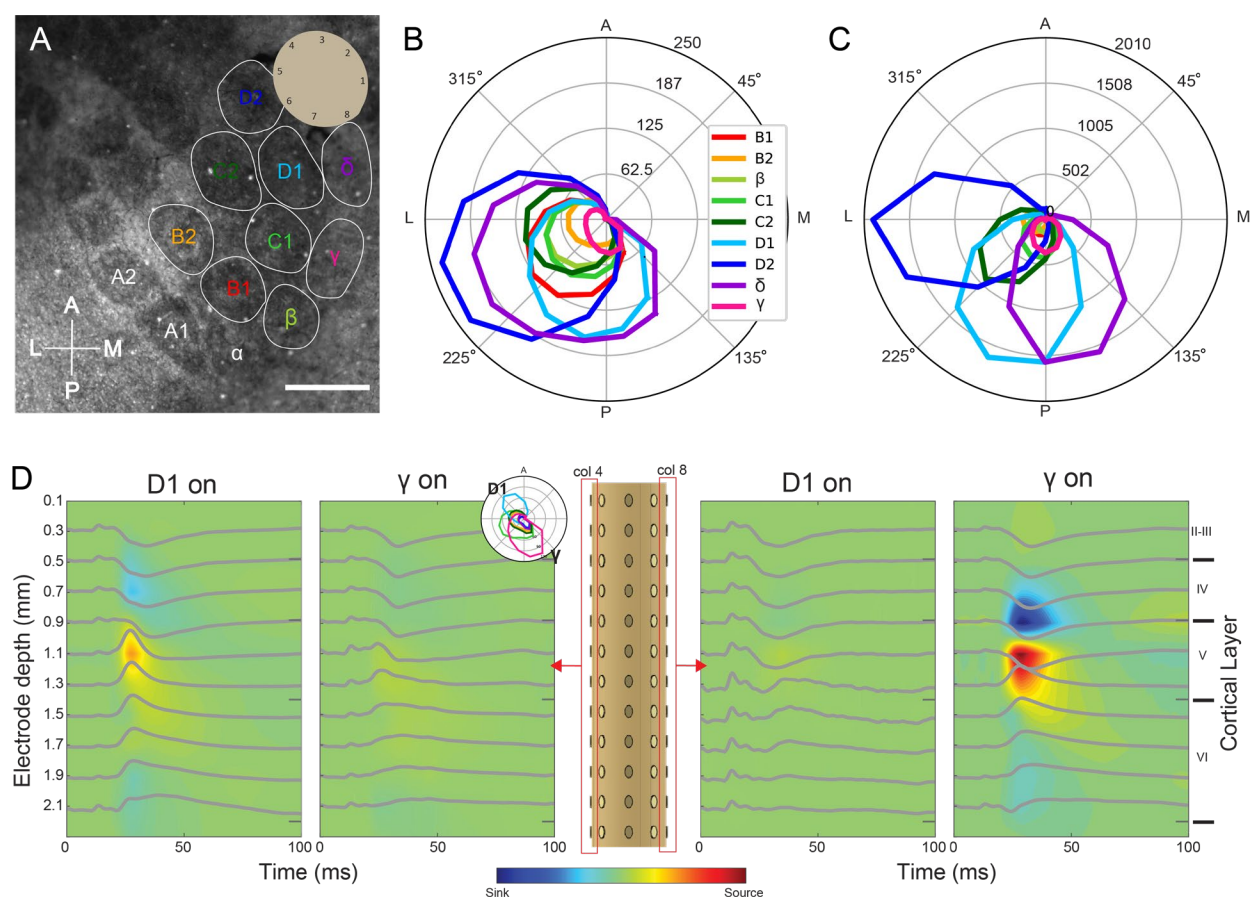 A
4
3
2
5
1
6
7
8
D2
C2
D1
δ
B2
C1
γ
A2
B1
A1
β
α
A
L
M
P
B
A
250
187
125
62.5
315°
45°
L
M
225°
135°
P
B1
B2
β
C1
C2
D1
D2
δ
γ
C
A
2010
1508
1005
502
0
315°
45°
L
M
225°
135°
P
D
D1 on
γ on
A
D1
γ
col 4
col 8
D1 on
γ on
Electrode depth (mm)
0.1
0.3
0.5
0.7
0.9
1.1
1.3
1.5
1.7
1.9
2.1
0
50
100
Time (ms)
0
50
100
0
50
100
Time (ms)
0
50
100
II-III
IV
V
VI
Cortical Layer
Sink
Source